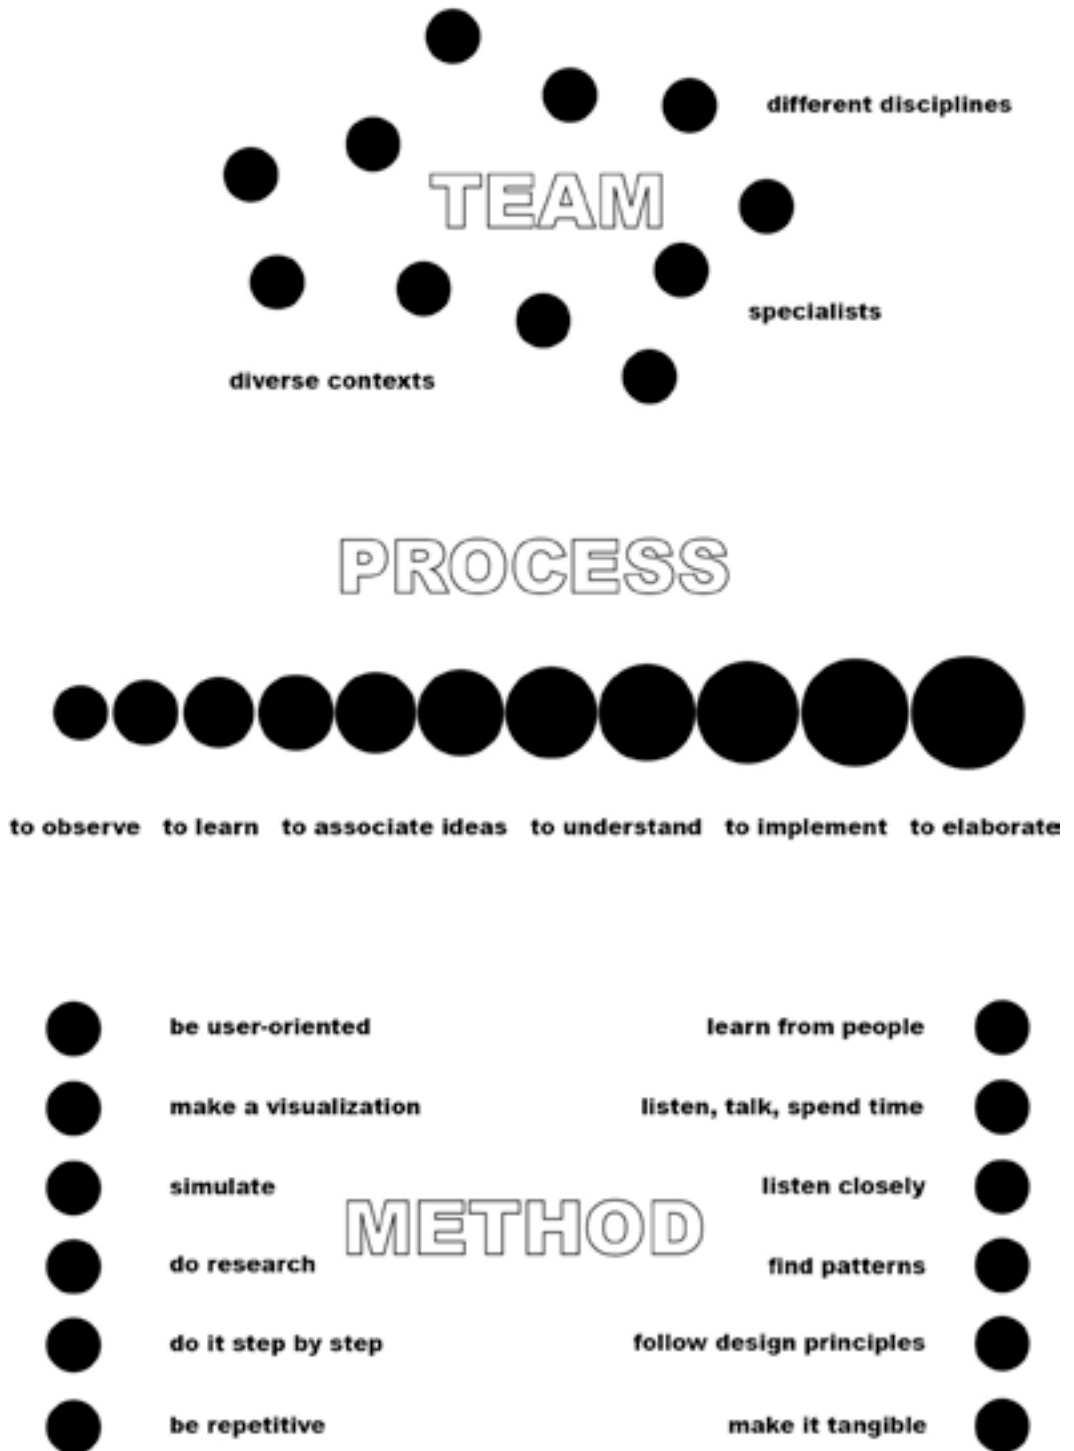 different disciplines
TEAM
specialists
diverse contexts
PROCESS
to observe to learn to associate ideas to understand to implement to elaborate
be user-oriented learn from people
make a visualization listen, talk, spend time
simulate listen closely
METHOD
do research find patterns
do it step by step follow design principles
be repetitive make it tangible